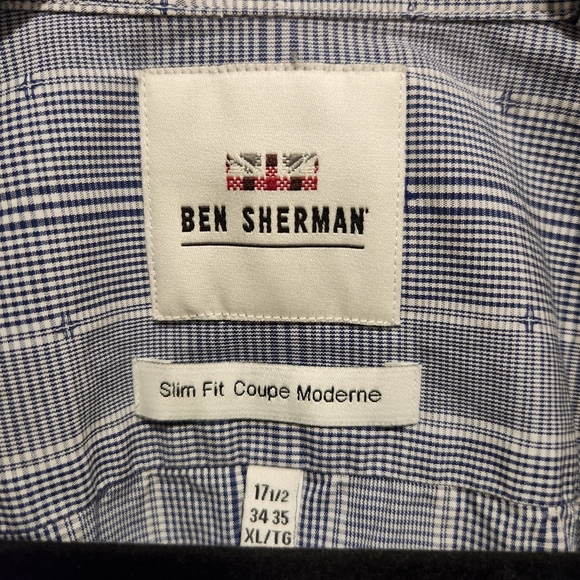 BEN SHERMAN
Slim Fit Coupe Moderne
17 1/2
34 35
XL/TG